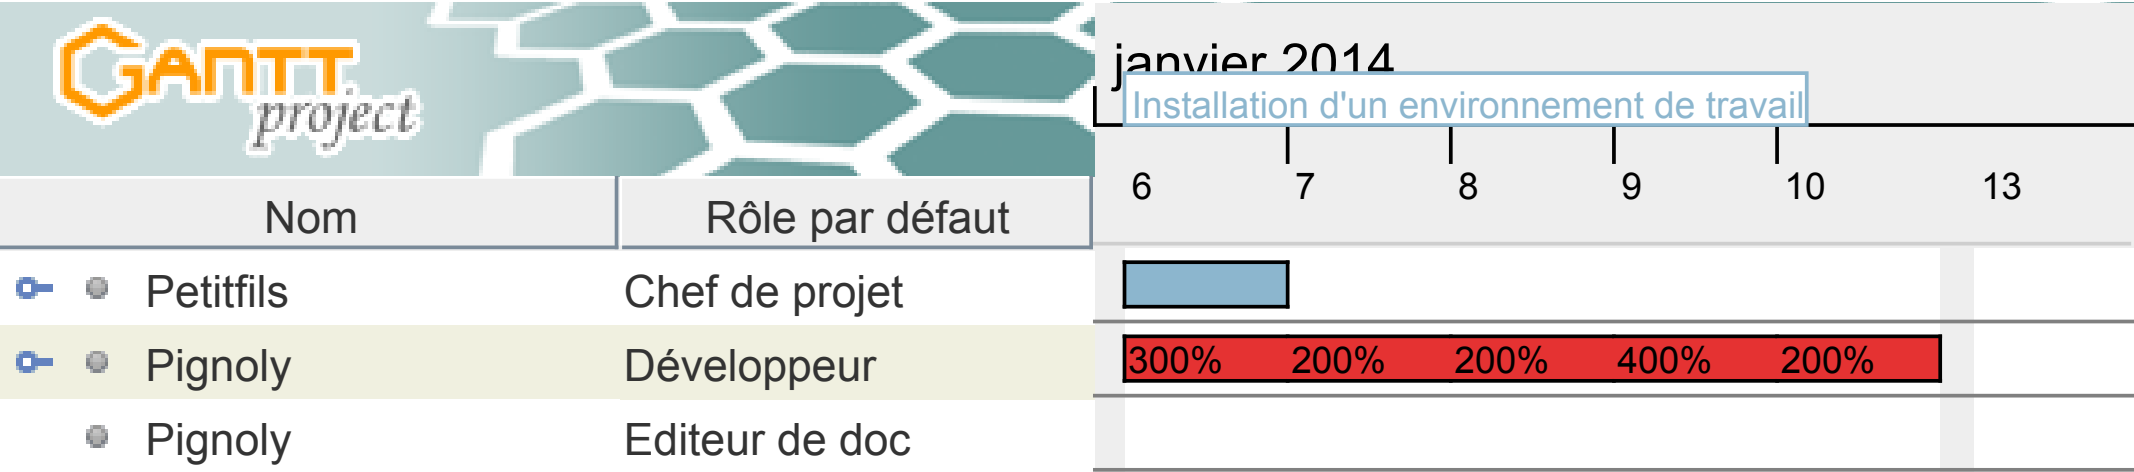 GANTT
project
janvier 2014
Installation d'un environnement de travail
6 7 8 9 10 13
Nom Rôle par défaut
Petitfils Chef de projet
Pignoly Développeur 300% 200% 200% 400% 200%
Pignoly Editeur de doc